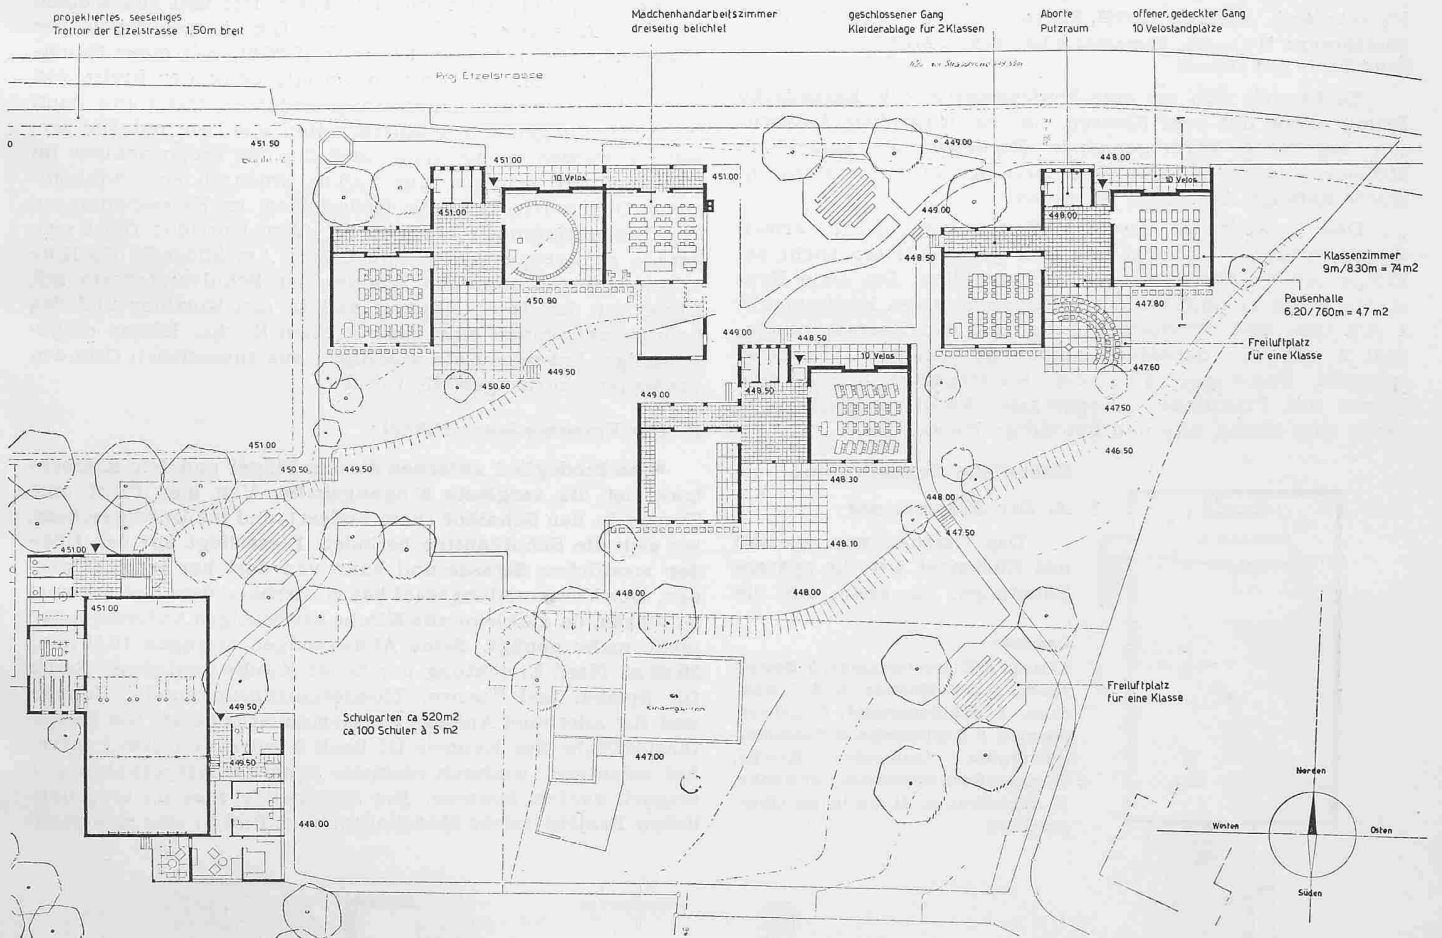 projektiertes, seeseitiges
Trottoir der Etzelstrasse 1.50m breit
Mädchenhandarbeitszimmer
dreiseitig belichtet
geschlossener Gang
Kleiderablage für 2 Klassen
Aborte
Putzraum
offener, gedeckter Gang
10 Velostandplätze
Proj. Etzelstrasse
451.50
451.00
10 Velos
451.00
451.00
449.00
448.00
10 Velos
448.00
449.00
448.50
Klassenzimmer
9m/8.30m = 74m2
Pausenhalle
6.20/760m = 47 m2
Freiluftplatz
für eine Klasse
450.80
447.80
449.00
448.50
10 Velos
447.60
450.60
449.50
448.50
449.00
447.50
446.50
451.00
450.50
449.50
448.30
448.00
447.50
448.10
451.00
451.00
448.00
448.00
449.50
449.50
Schulgarten ca 520m2
ca 100 Schüler à 5 m2
Kindergarten
447.00
Freiluftplatz
für eine Klasse
448.00
Norden
Westen
Osten
Süden